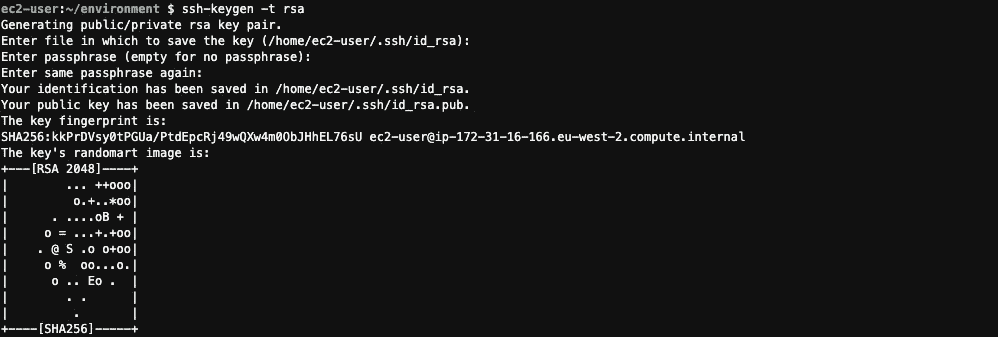 ec2-user:~/environment $ ssh-keygen -t rsa
Generating public/private rsa key pair.
Enter file in which to save the key (/home/ec2-user/.ssh/id_rsa):
Enter passphrase (empty for no passphrase):
Enter same passphrase again:
Your identification has been saved in /home/ec2-user/.ssh/id_rsa.
Your public key has been saved in /home/ec2-user/.ssh/id_rsa.pub.
The key fingerprint is:
SHA256:kkPrDVsy0tPGUa/PtdEpcRj49wQXw4m0ObJHhEL76sU ec2-user@ip-172-31-16-166.eu-west-2.compute.internal
The key's randomart image is:
+---[RSA 2048]----+
|        ... ++ooo|
|         o.+..*oo|
|      . ....oB + |
|     o = ...+.+oo|
|    . @ S .o o+oo|
|     o %  oo...o.|
|      o .. Eo .  |
|        . .      |
|         .       |
+----[SHA256]-----+